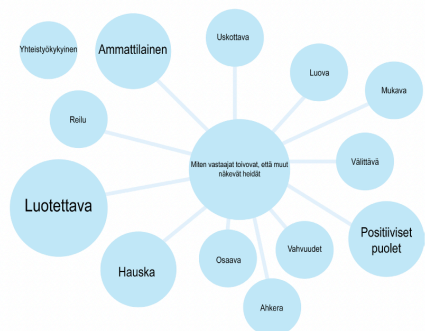 Uskottava
Yhteistyökykyinen
Ammattilainen
Luova
Mukava
Reilu
Miten vastaajat toivovat, että muut
näkevät heidät
Välittävä
Luotettava
Positiiviset
puolet
Vahvuudet
Osaava
Hauska
Ahkera